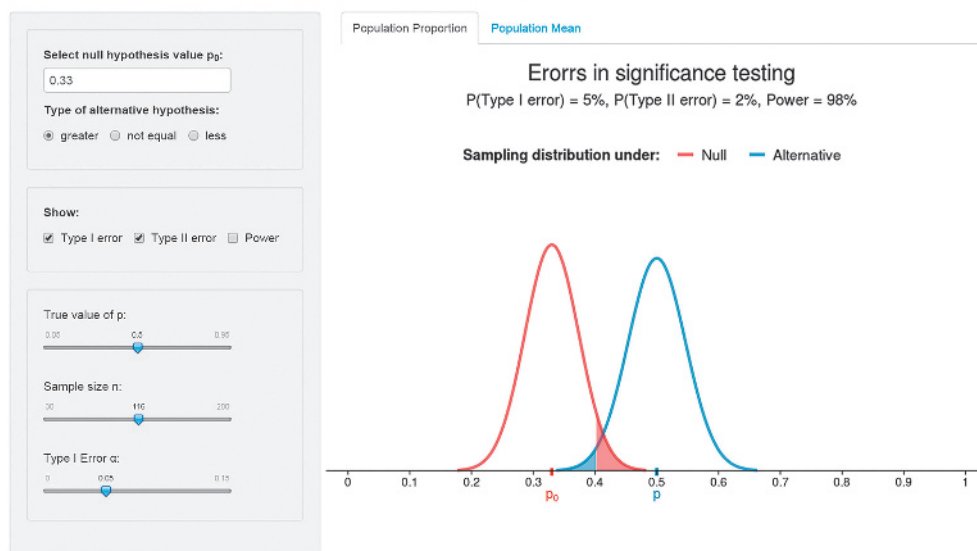 Select null hypothesis value p₀:
0.33
Type of alternative hypothesis:
greater not equal less
Show:
Type I error Type II error Power
True value of p:
0.05 0.5 0.95
Sample size n:
30 116 200
Type I Error α:
0 0.05 0.15
Population Proportion Population Mean
Erorrs in significance testing
P(Type I error) = 5%, P(Type II error) = 2%, Power = 98%
Sampling distribution under: Null Alternative
0 0.1 0.2 0.3 0.4 0.5 0.6 0.7 0.8 0.9 1
p₀ p